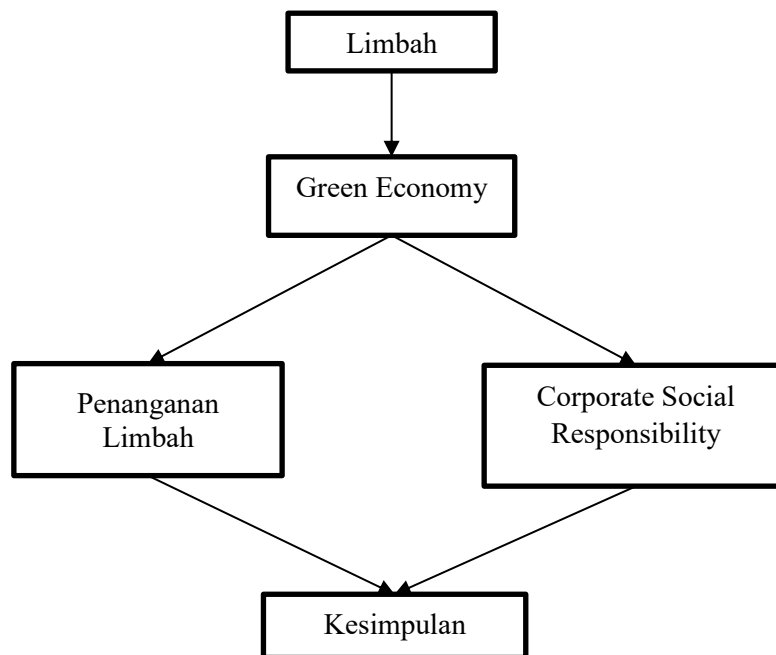 Limbah
Green Economy
Penanganan
Limbah
Corporate Social
Responsibility
Kesimpulan